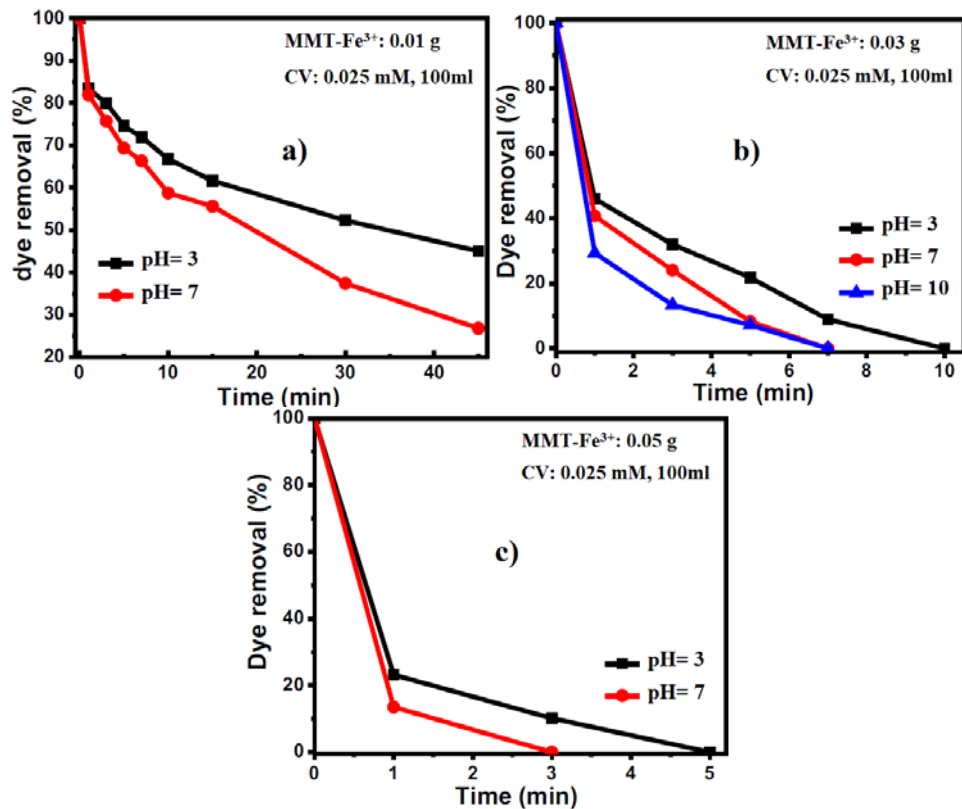 MMT-Fe³⁺: 0.01 g
CV: 0.025 mM, 100ml
a)
pH= 3
pH= 7
dye removal (%)
100
90
80
70
60
50
40
30
20
0 10 20 30 40
Time (min)
MMT-Fe³⁺: 0.03 g
CV: 0.025 mM, 100ml
b)
pH= 3
pH= 7
pH= 10
Dye removal (%)
100
80
60
40
20
0
0 2 4 6 8 10
Time (min)
MMT-Fe³⁺: 0.05 g
CV: 0.025 mM, 100ml
c)
pH= 3
pH= 7
Dye removal (%)
100
80
60
40
20
0
0 1 2 3 4 5
Time (min)